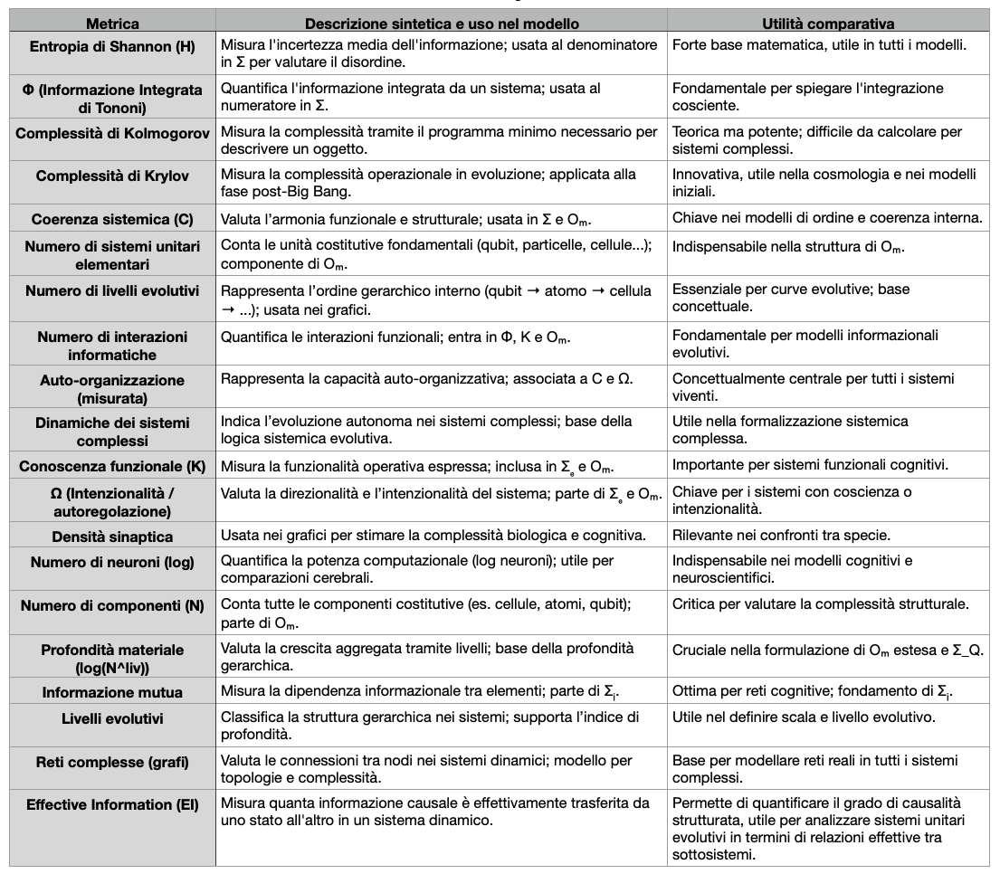 Metrica
Descrizione sintetica e uso nel modello
Utilità comparativa
Entropia di Shannon (H)
Misura l'incertezza media dell'informazione; usata al denominatore
in Σ per valutare il disordine.
Forte base matematica, utile in tutti i modelli.
Φ (Informazione Integrata
di Tononi)
Quantifica l'informazione integrata da un sistema; usata al
numeratore in Σ.
Fondamentale per spiegare l'integrazione
cosciente.
Complessità di Kolmogorov
Misura la complessità tramite il programma minimo necessario per
descrivere un oggetto.
Teorica ma potente; difficile da calcolare per
sistemi complessi.
Complessità di Krylov
Misura la complessità operazionale in evoluzione; applicata alla
fase post-Big Bang.
Innovativa, utile nella cosmologia e nei modelli
iniziali.
Coerenza sistemica (C)
Valuta l’armonia funzionale e strutturale; usata in Σ e Oₘ.
Chiave nei modelli di ordine e coerenza interna.
Numero di sistemi unitari
elementari
Conta le unità costitutive fondamentali (qubit, particelle, cellule...);
componente di Oₘ.
Indispensabile nella struttura di Oₘ.
Numero di livelli evolutivi
Rappresenta l’ordine gerarchico interno (qubit → atomo → cellula
→ ...); usata nei grafici.
Essenziale per curve evolutive; base
concettuale.
Numero di interazioni
informatiche
Quantifica le interazioni funzionali; entra in Φ, K e Oₘ.
Fondamentale per modelli informazionali
evolutivi.
Auto-organizzazione
(misurata)
Rappresenta la capacità auto-organizzativa; associata a C e Ω.
Concettualmente centrale per tutti i sistemi
viventi.
Dinamiche dei sistemi
complessi
Indica l’evoluzione autonoma nei sistemi complessi; base della
logica sistemica evolutiva.
Utile nella formalizzazione sistemica
complessa.
Conoscenza funzionale (K)
Misura la funzionalità operativa espressa; inclusa in Σₑ e Oₘ.
Importante per sistemi funzionali cognitivi.
Ω (Intenzionalità /
autoregolazione)
Valuta la direzionalità e l’intenzionalità del sistema; parte di Σₑ e Oₘ.
Chiave per i sistemi con coscienza o
intenzionalità.
Densità sinaptica
Usata nei grafici per stimare la complessità biologica e cognitiva.
Rilevante nei confronti tra specie.
Numero di neuroni (log)
Quantifica la potenza computazionale (log neuroni); utile per
comparazioni cerebrali.
Indispensabile nei modelli cognitivi e
neuroscientifici.
Numero di componenti (N)
Conta tutte le componenti costitutive (es. cellule, atomi, qubit);
parte di Oₘ.
Critica per valutare la complessità strutturale.
Profondità materiale
(log(N^liv))
Valuta la crescita aggregata tramite livelli; base della profondità
gerarchica.
Cruciale nella formulazione di Oₘ estesa e Σ_Q.
Informazione mutua
Misura la dipendenza informazionale tra elementi; parte di Σᵢ.
Ottima per reti cognitive; fondamento di Σᵢ.
Livelli evolutivi
Classifica la struttura gerarchica nei sistemi; supporta l’indice di
profondità.
Utile nel definire scala e livello evolutivo.
Reti complesse (grafi)
Valuta le connessioni tra nodi nei sistemi dinamici; modello per
topologie e complessità.
Base per modellare reti reali in tutti i sistemi
complessi.
Effective Information (EI)
Misura quanta informazione causale è effettivamente trasferita da
uno stato all'altro in un sistema dinamico.
Permette di quantificare il grado di causalità
strutturata, utile per analizzare sistemi unitari
evolutivi in termini di relazioni effettive tra
sottosistemi.